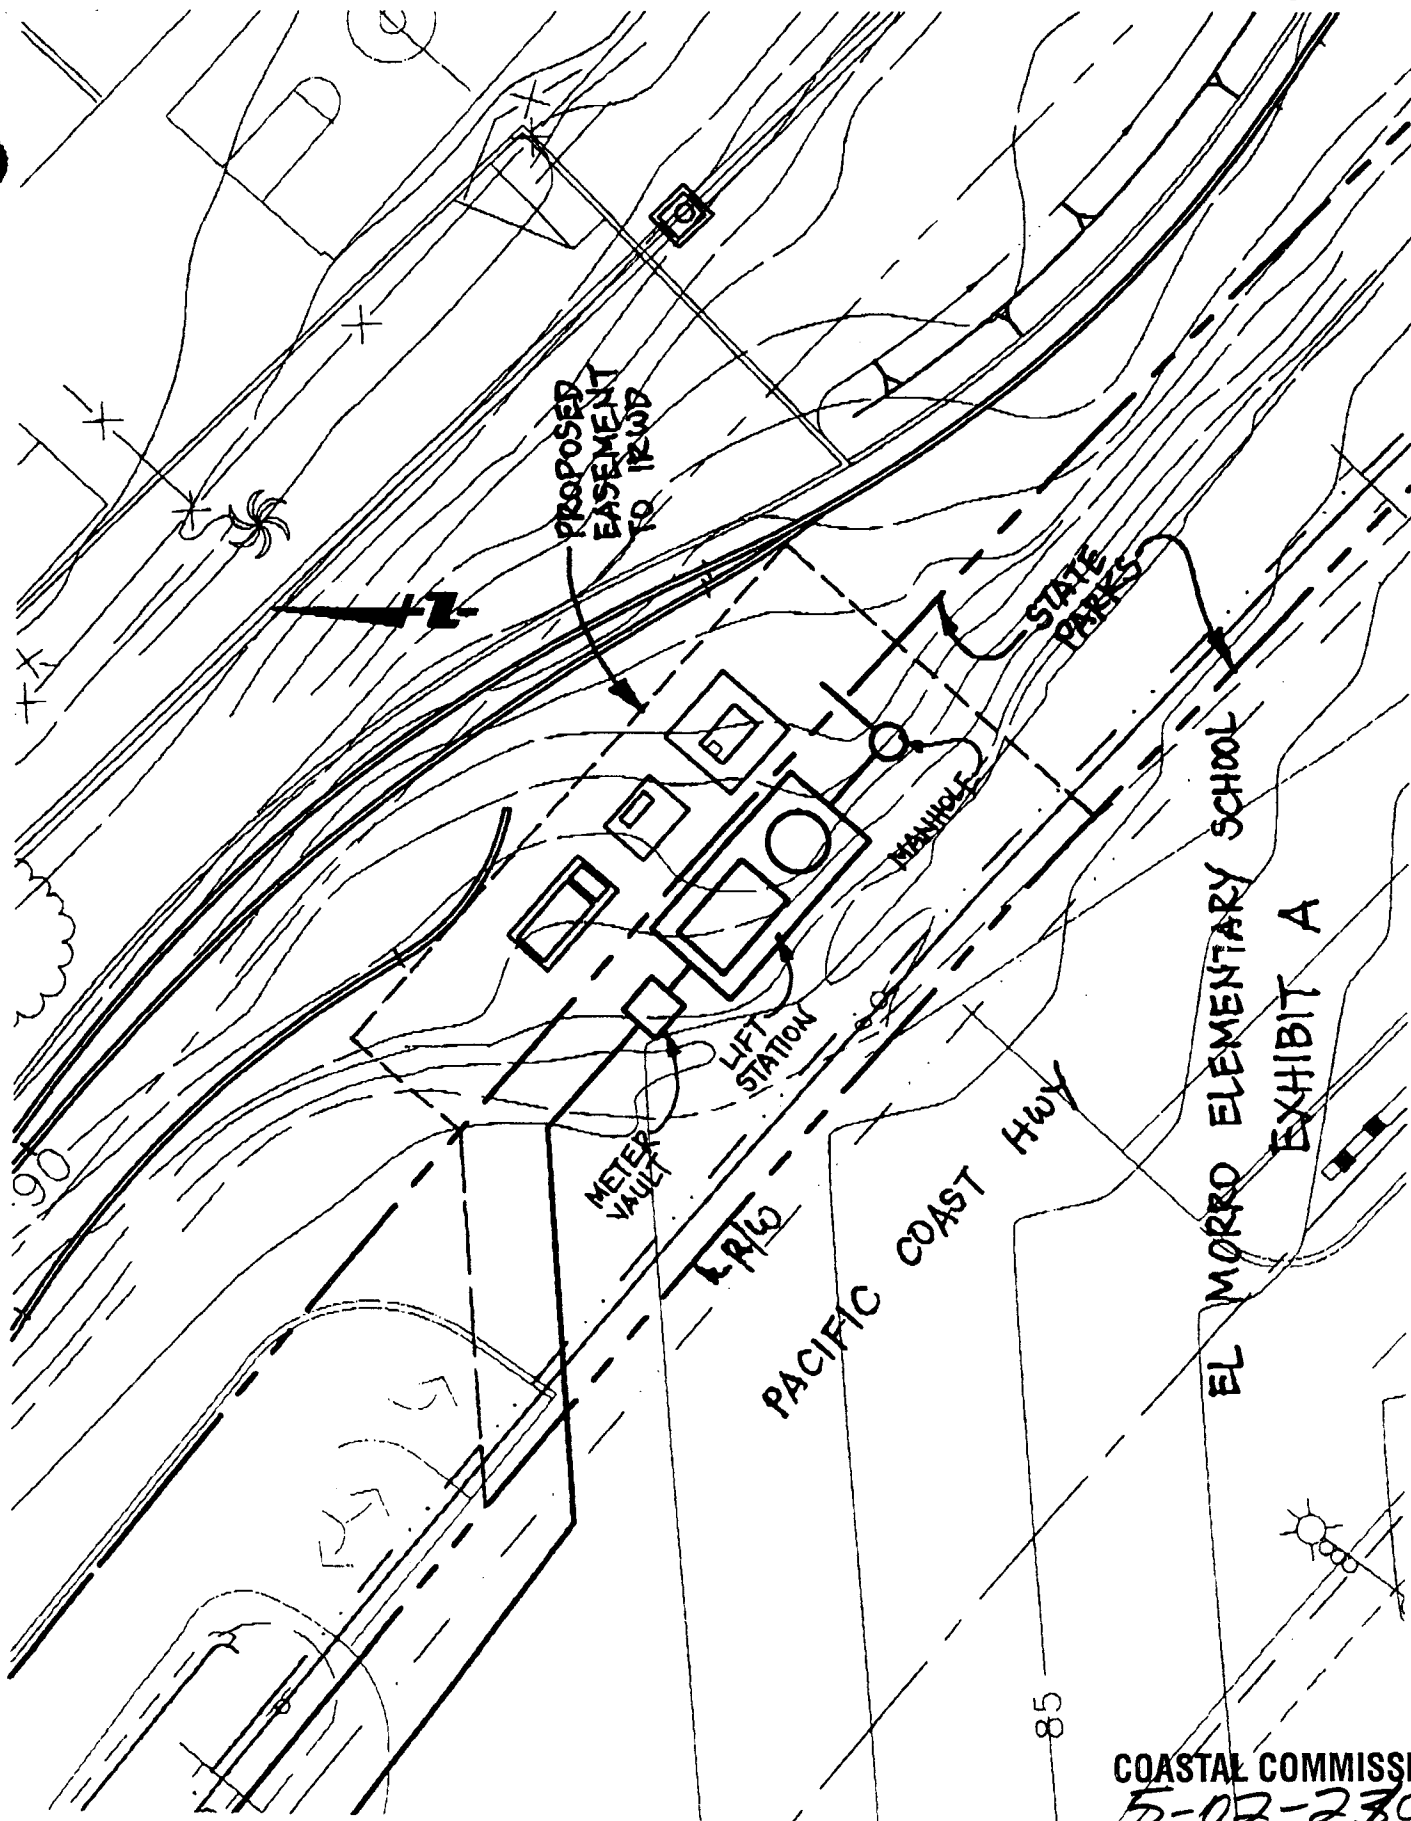 PROPOSED
EASEMENT
TO IRWD
N
STATE
PARKS
MANHOLE
LIFT
STATION
METER
VAULT
R/W
PACIFIC COAST HWY
90
85
EL MORRO ELEMENTARY SCHOOL
EXHIBIT A
COASTAL COMMISSI